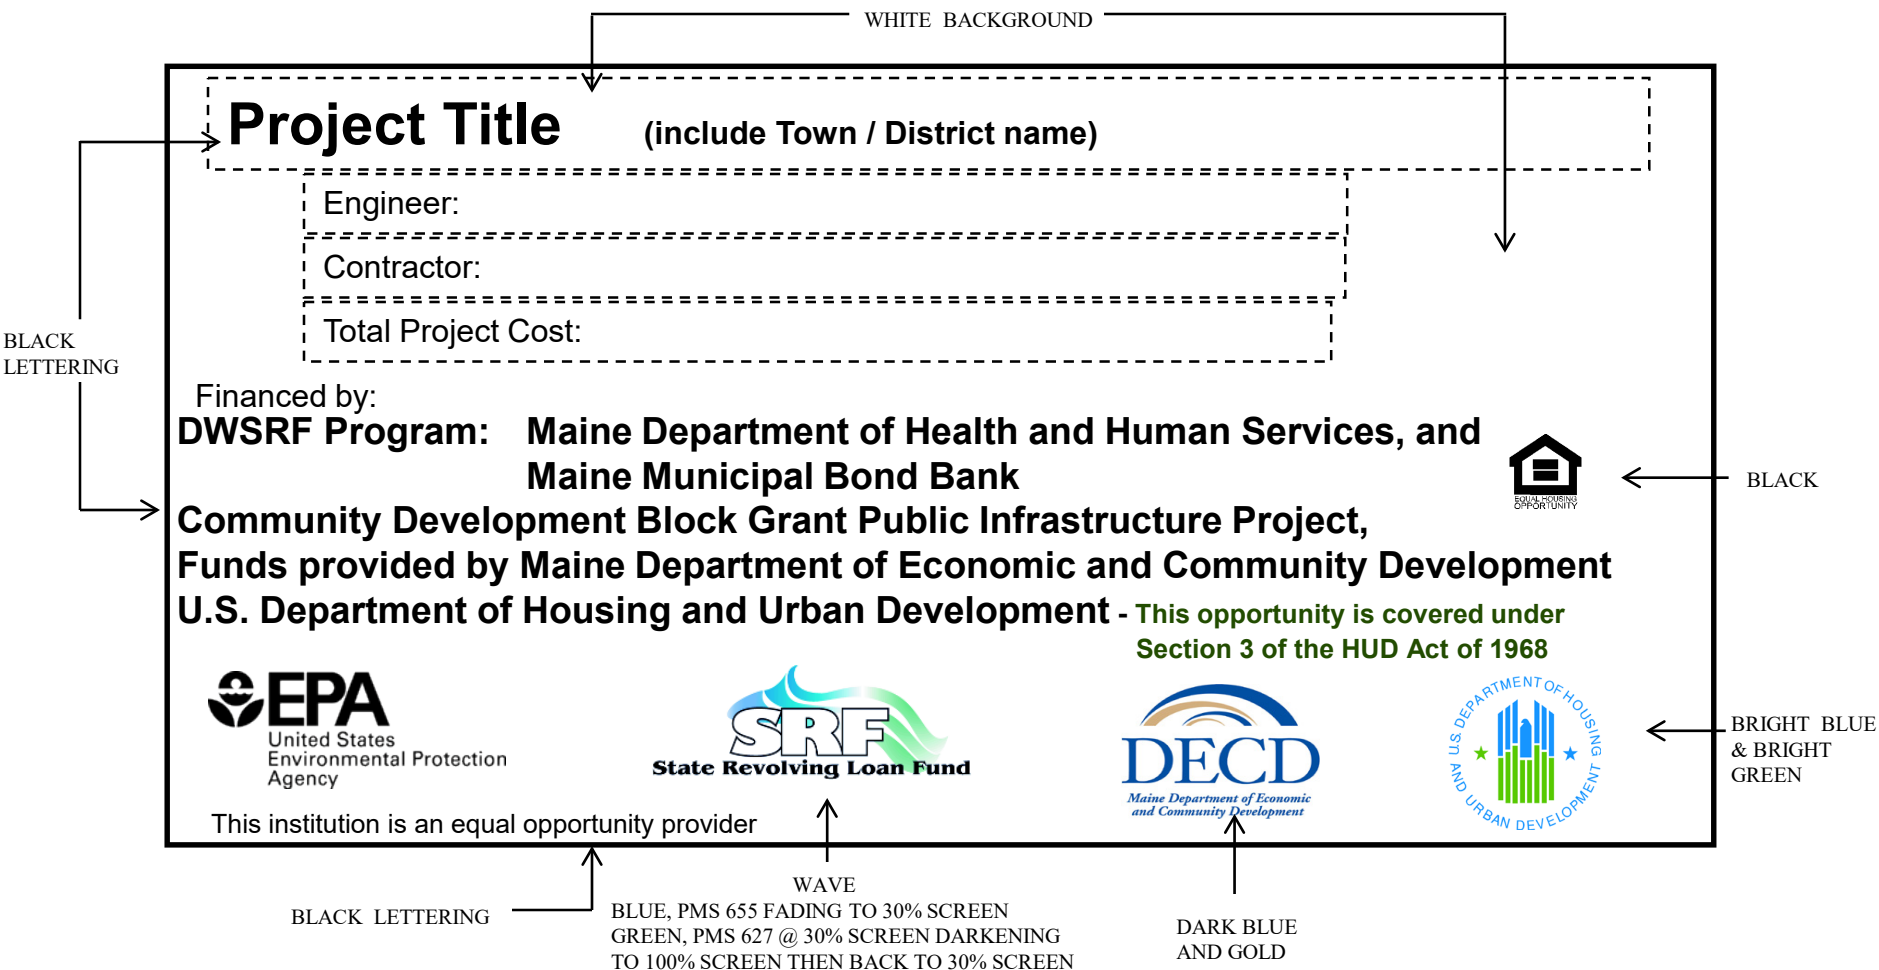 WHITE BACKGROUND
Project Title (include Town / District name)
Engineer:
Contractor:
Total Project Cost:
BLACK
LETTERING
Financed by:
DWSRF Program: Maine Department of Health and Human Services, and
Maine Municipal Bond Bank
EQUAL HOUSING
OPPORTUNITY
BLACK
Community Development Block Grant Public Infrastructure Project,
Funds provided by Maine Department of Economic and Community Development
U.S. Department of Housing and Urban Development - This opportunity is covered under
Section 3 of the HUD Act of 1968
EPA
United States
Environmental Protection
Agency
SRF
State Revolving Loan Fund
DECD
Maine Department of Economic
and Community Development
U.S. DEPARTMENT OF HOUSING
AND URBAN DEVELOPMENT
BRIGHT BLUE
& BRIGHT
GREEN
This institution is an equal opportunity provider
BLACK LETTERING
WAVE
BLUE, PMS 655 FADING TO 30% SCREEN
GREEN, PMS 627 @ 30% SCREEN DARKENING
TO 100% SCREEN THEN BACK TO 30% SCREEN
DARK BLUE
AND GOLD